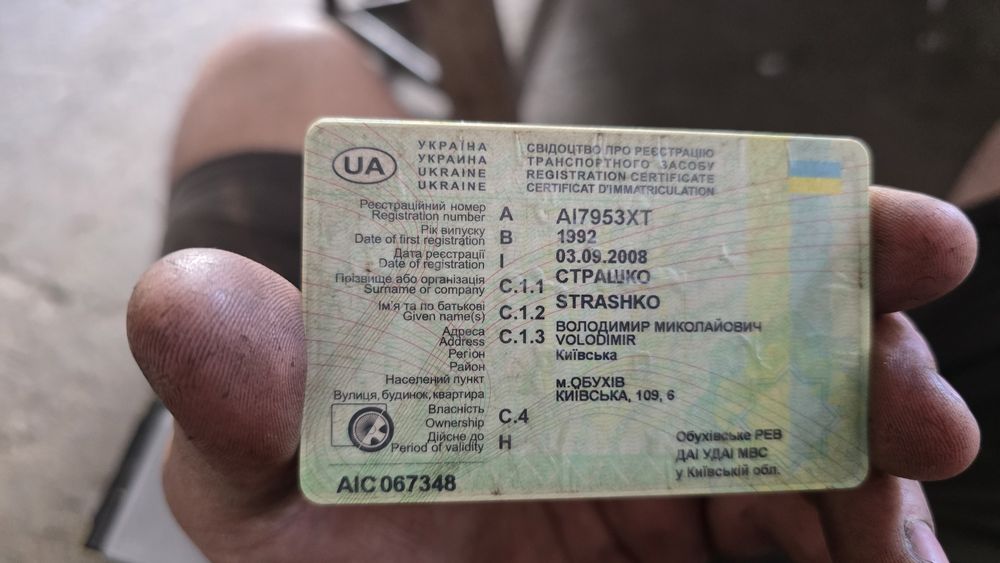 UA
УКРАЇНА
УКРАИНА
UKRAINE
UKRAINE
СВІДОЦТВО ПРО РЕЄСТРАЦІЮ
ТРАНСПОРТНОГО ЗАСОБУ
REGISTRATION CERTIFICATE
CERTIFICAT D'IMMATRICULATION
Реєстраційний номер
Registration number A АІ7953ХТ
Рік випуску
Date of first registration B 1992
Дата реєстрації
Date of registration I 03.09.2008
Прізвище або організація
Surname or company C.1.1 СТРАШКО
STRASHKO
Ім'я та по батькові
Given name(s) C.1.2 ВОЛОДИМИР МИКОЛАЙОВИЧ
VOLODIMIR
Адреса
Address C.1.3
Регіон Київська
Район
Населений пункт м.ОБУХІВ
Вулиця, будинок, квартира КИЇВСЬКА, 109, 6
Власність
Ownership C.4
Дійсне до
Period of validity H
Обухівське РЕВ
ДАІ УДАІ МВС
у Київській обл.
АІС 067348